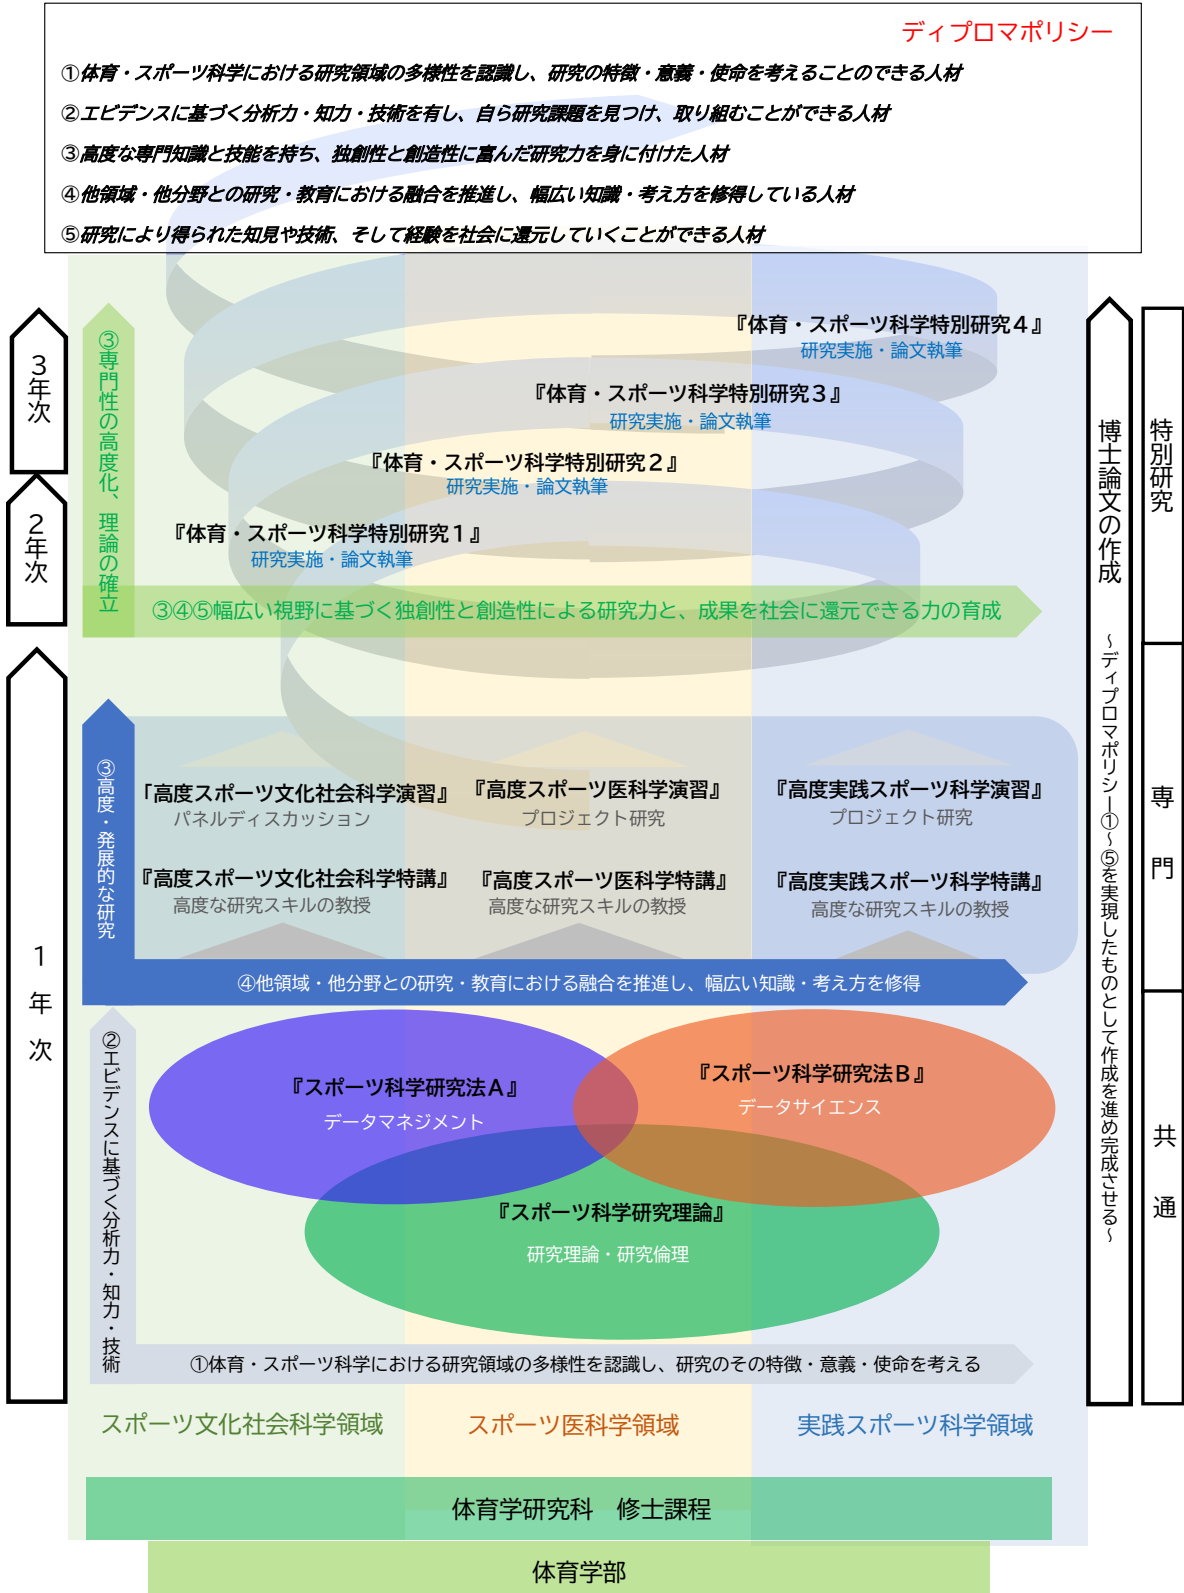 ディプロマポリシー
①体育・スポーツ科学における研究領域の多様性を認識し、研究の特徴・意義・使命を考えることのできる人材
②エビデンスに基づく分析力・知力・技術を有し、自ら研究課題を見つけ、取り組むことができる人材
③高度な専門知識と技能を持ち、独創性と創造性に富んだ研究力を身に付けた人材
④他領域・他分野との研究・教育における融合を推進し、幅広い知識・考え方を修得している人材
⑤研究により得られた知見や技術、そして経験を社会に還元していくことができる人材
3年次
2年次
1年次
③専門性の高度化、理論の確立
『体育・スポーツ科学特別研究4』
研究実施・論文執筆
『体育・スポーツ科学特別研究3』
研究実施・論文執筆
『体育・スポーツ科学特別研究2』
研究実施・論文執筆
『体育・スポーツ科学特別研究1』
研究実施・論文執筆
③④⑤幅広い視野に基づく独創性と創造性による研究力と、成果を社会に還元できる力の育成
③高度・発展的な研究
「高度スポーツ文化社会科学演習』
パネルディスカッション
『高度スポーツ医科学演習』
プロジェクト研究
『高度実践スポーツ科学演習』
プロジェクト研究
『高度スポーツ文化社会科学特講』
高度な研究スキルの教授
『高度スポーツ医科学特講』
高度な研究スキルの教授
『高度実践スポーツ科学特講』
高度な研究スキルの教授
④他領域・他分野との研究・教育における融合を推進し、幅広い知識・考え方を修得
②エビデンスに基づく分析力・知力・技術
『スポーツ科学研究法A』
データマネジメント
『スポーツ科学研究法B』
データサイエンス
『スポーツ科学研究理論』
研究理論・研究倫理
①体育・スポーツ科学における研究領域の多様性を認識し、研究のその特徴・意義・使命を考える
スポーツ文化社会科学領域
スポーツ医科学領域
実践スポーツ科学領域
体育学研究科　修士課程
体育学部
博士論文の作成　～ディプロマポリシー①～⑤を実現したものとして作成を進め完成させる～
特別研究
専門
共通